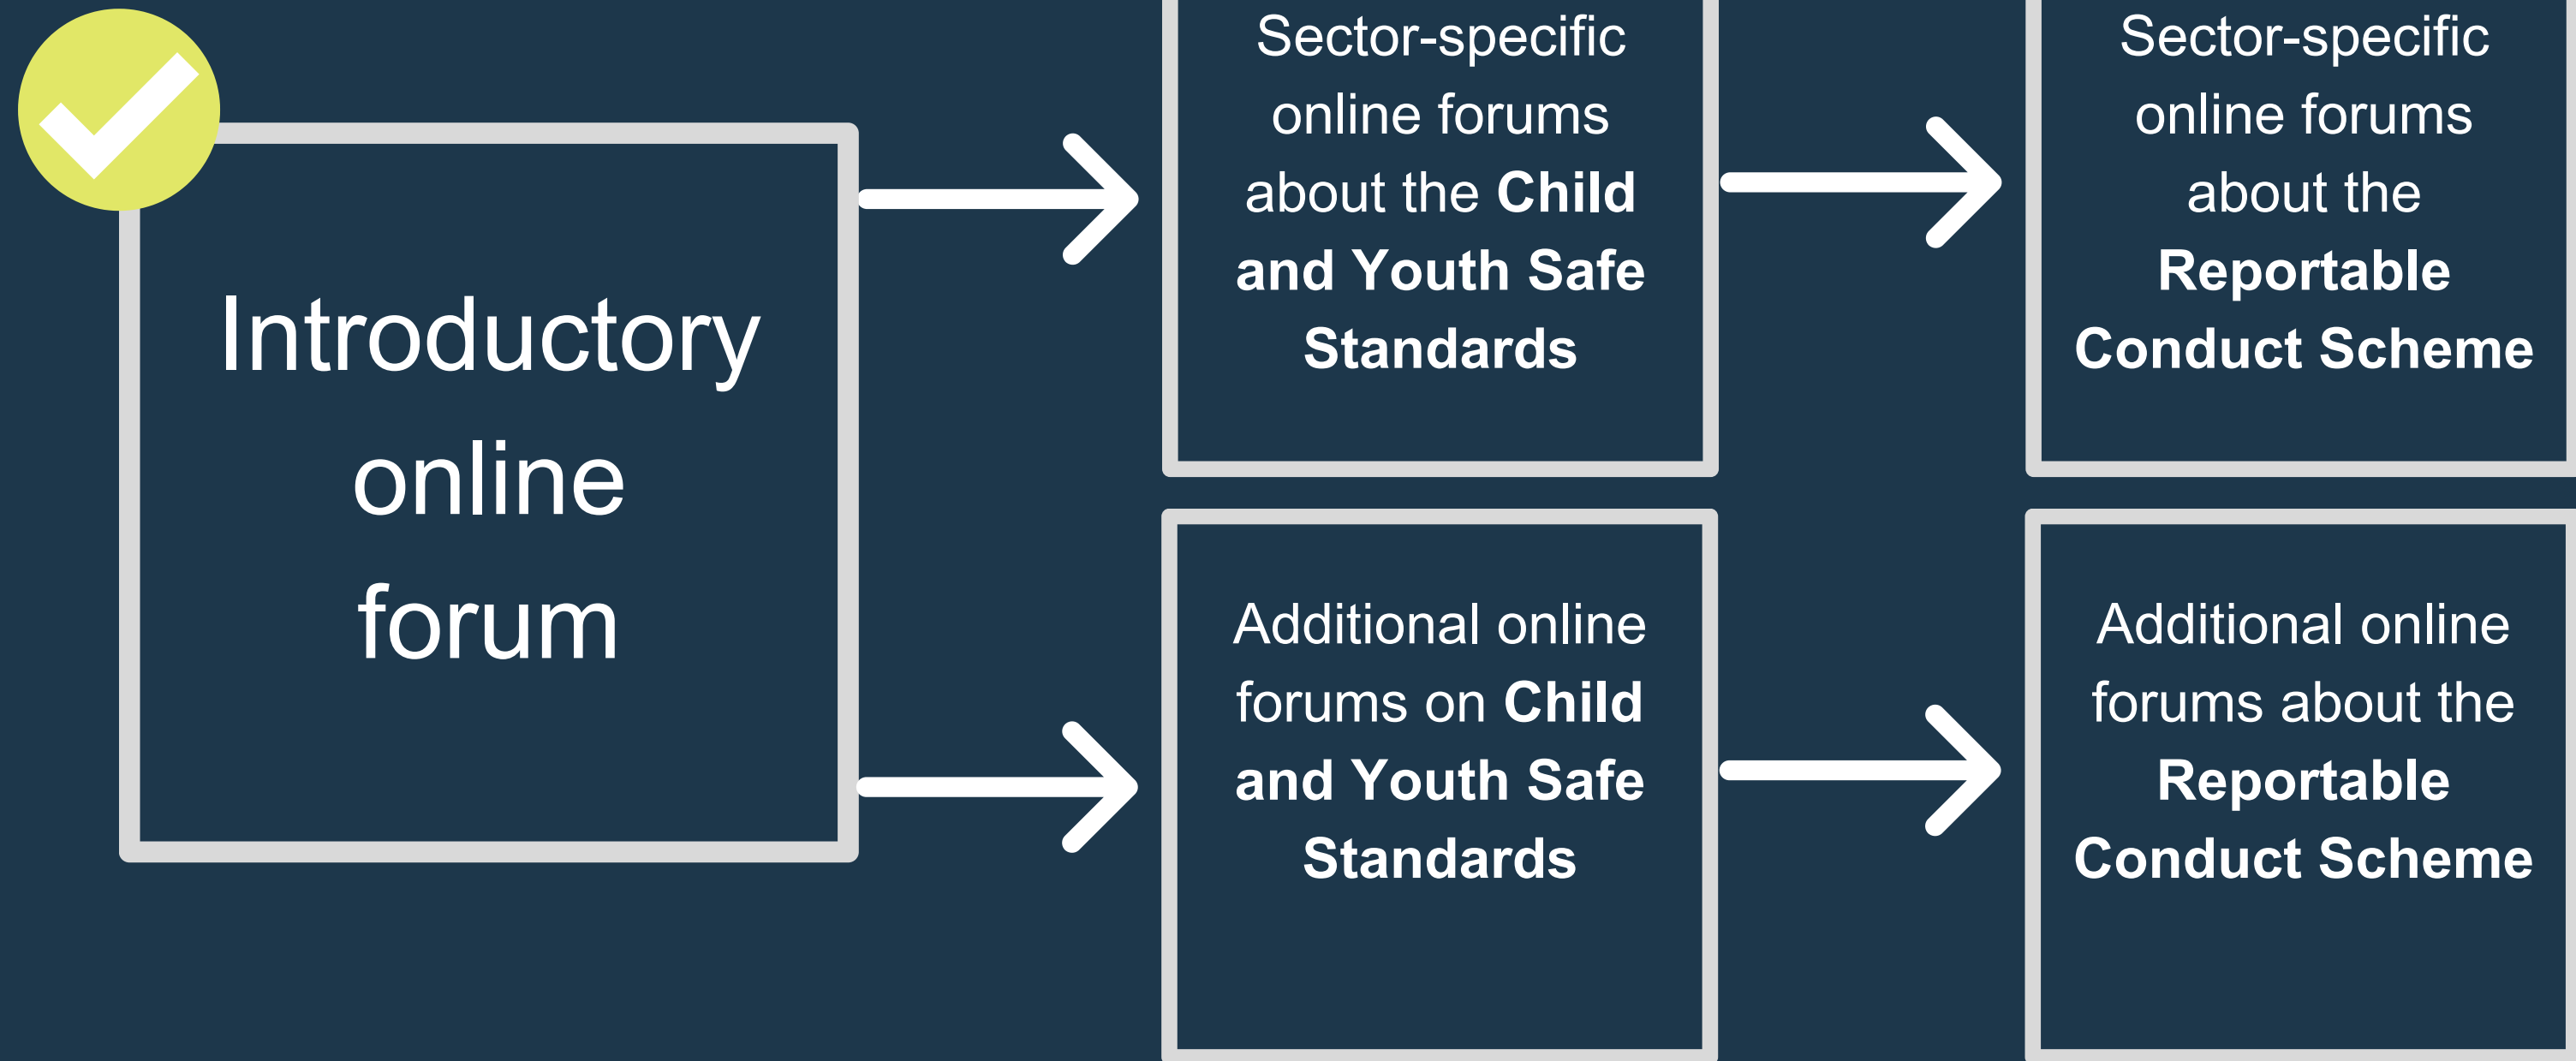 Introductory
online
forum
Sector-specific
online forums
about the Child
and Youth Safe
Standards
Sector-specific
online forums
about the
Reportable
Conduct Scheme
Additional online
forums on Child
and Youth Safe
Standards
Additional online
forums about the
Reportable
Conduct Scheme